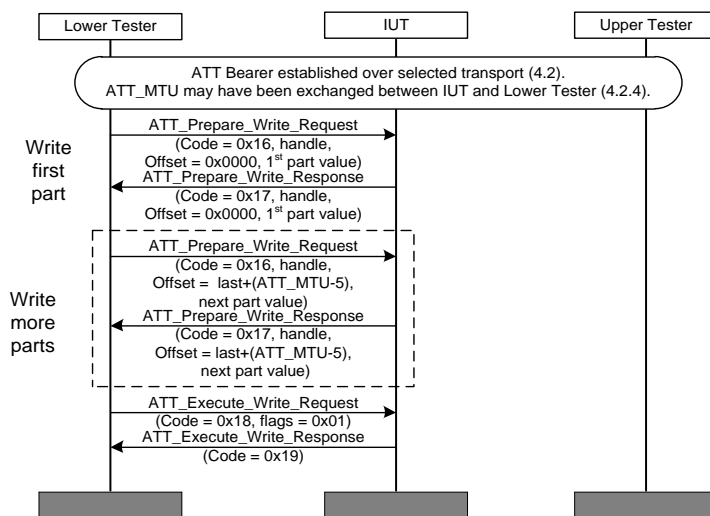 Lower Tester
IUT
Upper Tester
ATT Bearer established over selected transport (4.2).
ATT_MTU may have been exchanged between IUT and Lower Tester (4.2.4).
Write
first
part
ATT_Prepare_Write_Request
(Code = 0x16, handle,
Offset = 0x0000, 1st part value)
ATT_Prepare_Write_Response
(Code = 0x17, handle,
Offset = 0x0000, 1st part value)
Write
more
parts
ATT_Prepare_Write_Request
(Code = 0x16, handle,
Offset = last+(ATT_MTU-5),
next part value)
ATT_Prepare_Write_Response
(Code = 0x17, handle,
Offset = last+(ATT_MTU-5),
next part value)
ATT_Execute_Write_Request
(Code = 0x18, flags = 0x01)
ATT_Execute_Write_Response
(Code = 0x19)